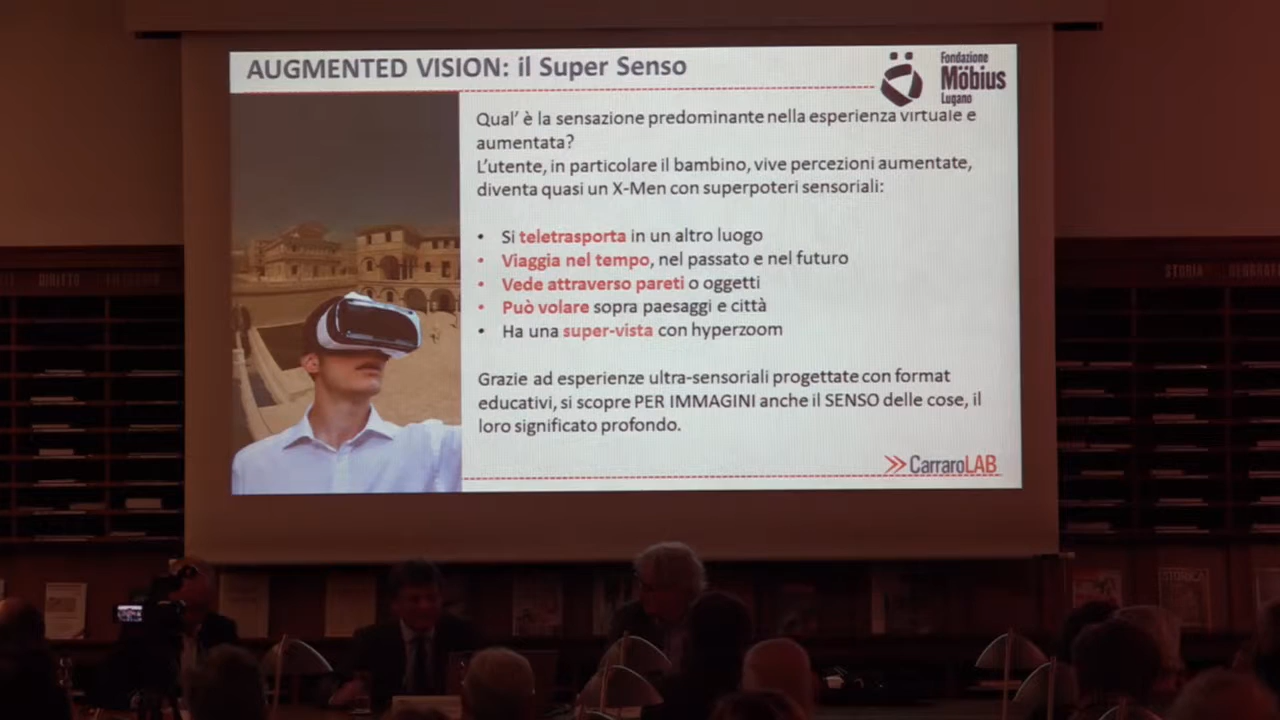 AUGMENTED VISION: il Super Senso
Fondazione
Möbius
Lugano
Qual' è la sensazione predominante nella esperienza virtuale e
aumentata?
L'utente, in particolare il bambino, vive percezioni aumentate,
diventa quasi un X-Men con superpoteri sensoriali:
• Si teletrasporta in un altro luogo
• Viaggia nel tempo, nel passato e nel futuro
• Vede attraverso pareti o oggetti
• Può volare sopra paesaggi e città
• Ha una super-vista con hyperzoom
Grazie ad esperienze ultra-sensoriali progettate con format
educativi, si scopre PER IMMAGINI anche il SENSO delle cose, il
loro significato profondo.
CarraroLAB
DIRITTO
STORIA
STORICA